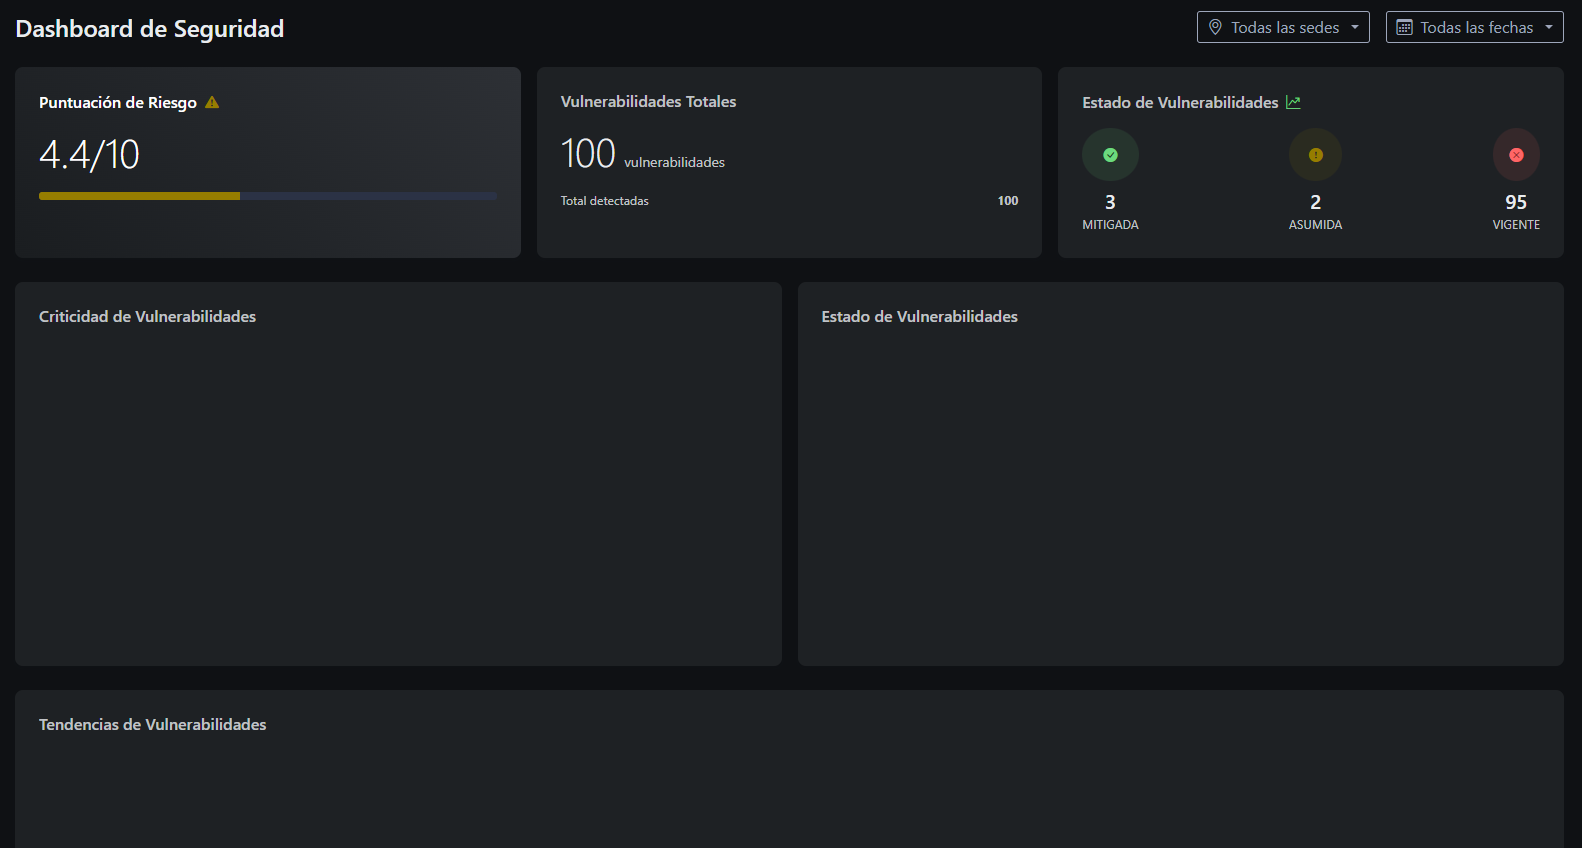 Dashboard de Seguridad
Todas las sedes
Todas las fechas
Puntuación de Riesgo
4.4/10
Vulnerabilidades Totales
100 vulnerabilidades
Total detectadas 100
Estado de Vulnerabilidades
3
MITIGADA
2
ASUMIDA
95
VIGENTE
Criticidad de Vulnerabilidades
Estado de Vulnerabilidades
Tendencias de Vulnerabilidades